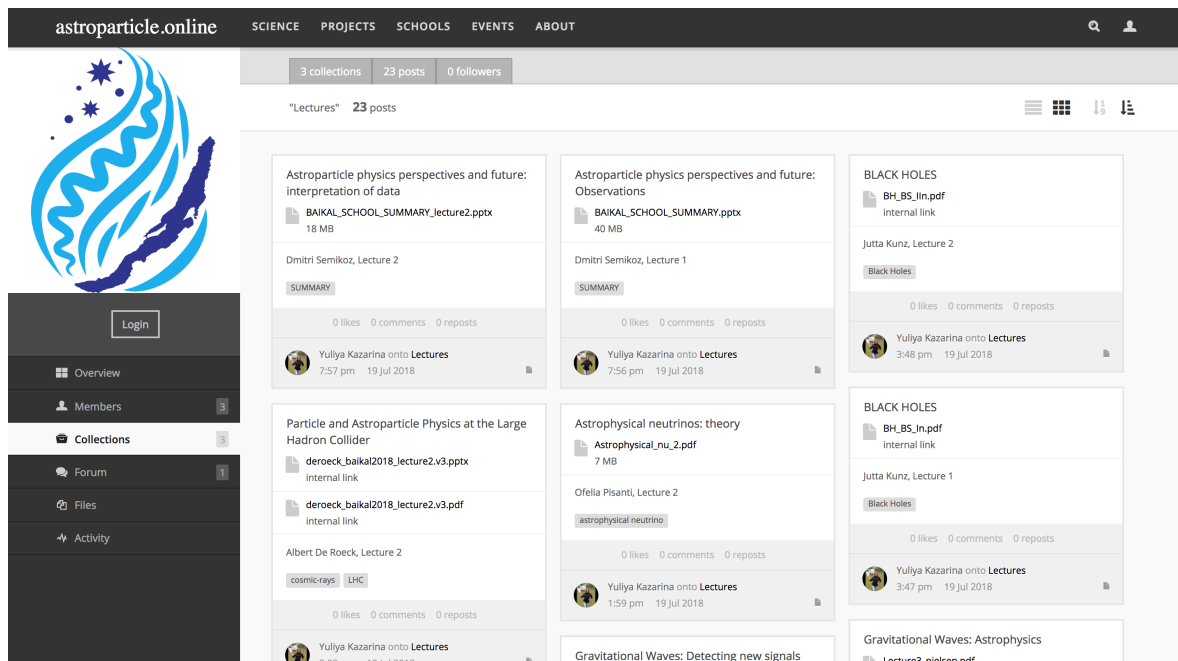 astroparticle.online
SCIENCE PROJECTS SCHOOLS EVENTS ABOUT
Login
Overview
Members 3
Collections 3
Forum 1
Files
Activity
3 collections 23 posts 0 followers
"Lectures" 23 posts
Astroparticle physics perspectives and future:
interpretation of data
BAIKAL_SCHOOL_SUMMARY_lecture2.pptx
18 MB
Dmitri Semikoz, Lecture 2
SUMMARY
0 likes 0 comments 0 reposts
Yuliya Kazarina onto Lectures
7:57 pm 19 Jul 2018
Particle and Astroparticle Physics at the Large
Hadron Collider
deroeck_baikal2018_lecture2.v3.pptx
internal link
deroeck_baikal2018_lecture2.v3.pdf
internal link
Albert De Roeck, Lecture 2
cosmic-rays LHC
0 likes 0 comments 0 reposts
Yuliya Kazarina onto Lectures
Astroparticle physics perspectives and future:
Observations
BAIKAL_SCHOOL_SUMMARY.pptx
40 MB
Dmitri Semikoz, Lecture 1
SUMMARY
0 likes 0 comments 0 reposts
Yuliya Kazarina onto Lectures
7:56 pm 19 Jul 2018
Astrophysical neutrinos: theory
Astrophysical_nu_2.pdf
7 MB
Ofelia Pisanti, Lecture 2
astrophysical neutrino
0 likes 0 comments 0 reposts
Yuliya Kazarina onto Lectures
1:59 pm 19 Jul 2018
Gravitational Waves: Detecting new signals
BLACK HOLES
BH_BS_IIn.pdf
internal link
Jutta Kunz, Lecture 2
Black Holes
0 likes 0 comments 0 reposts
Yuliya Kazarina onto Lectures
3:48 pm 19 Jul 2018
BLACK HOLES
BH_BS_In.pdf
internal link
Jutta Kunz, Lecture 1
Black Holes
0 likes 0 comments 0 reposts
Yuliya Kazarina onto Lectures
3:47 pm 19 Jul 2018
Gravitational Waves: Astrophysics
Lecture3_nielsen.pdf